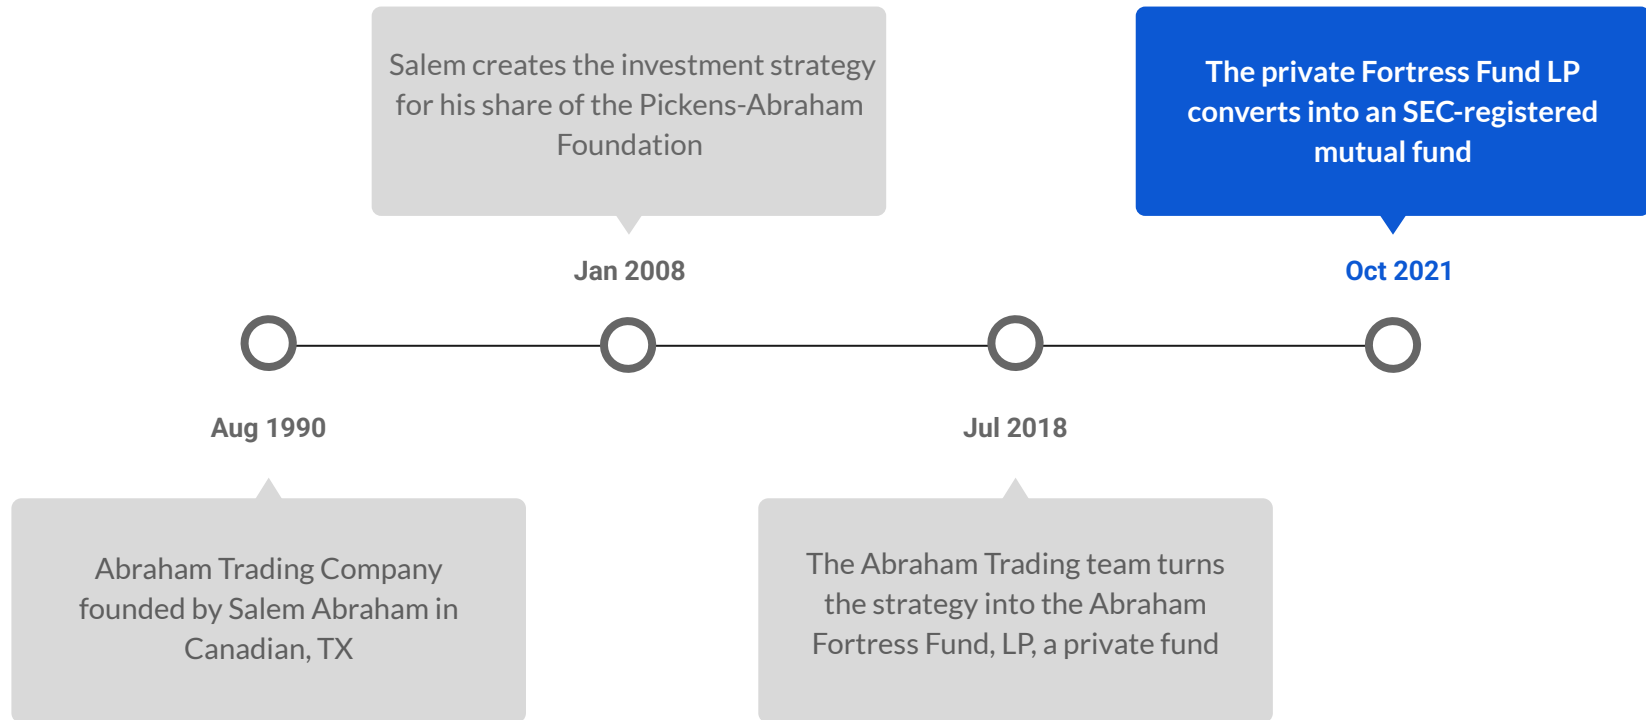 Salem creates the investment strategy
for his share of the Pickens-Abraham
Foundation
The private Fortress Fund LP
converts into an SEC-registered
mutual fund
Jan 2008
Oct 2021
Aug 1990
Jul 2018
Abraham Trading Company
founded by Salem Abraham in
Canadian, TX
The Abraham Trading team turns
the strategy into the Abraham
Fortress Fund, LP, a private fund